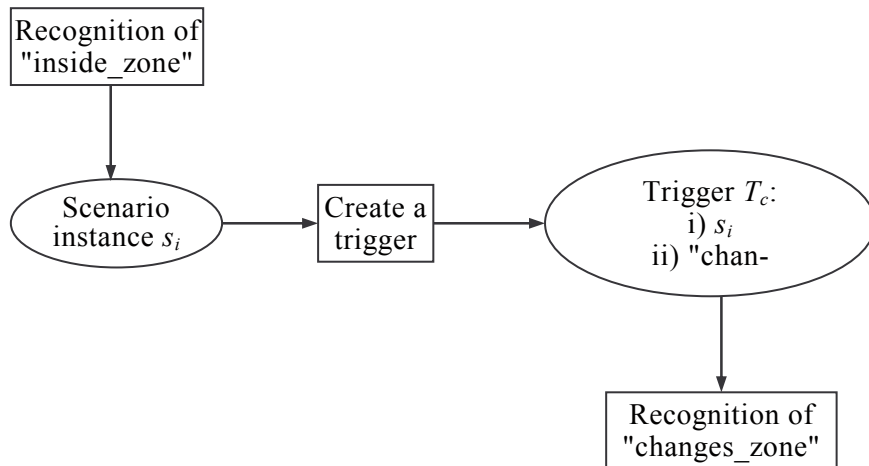 Recognition of
"inside_zone"
Scenario
instance si
Create a
trigger
Trigger Tc:
i) si
ii) "chan-
Recognition of
"changes_zone"